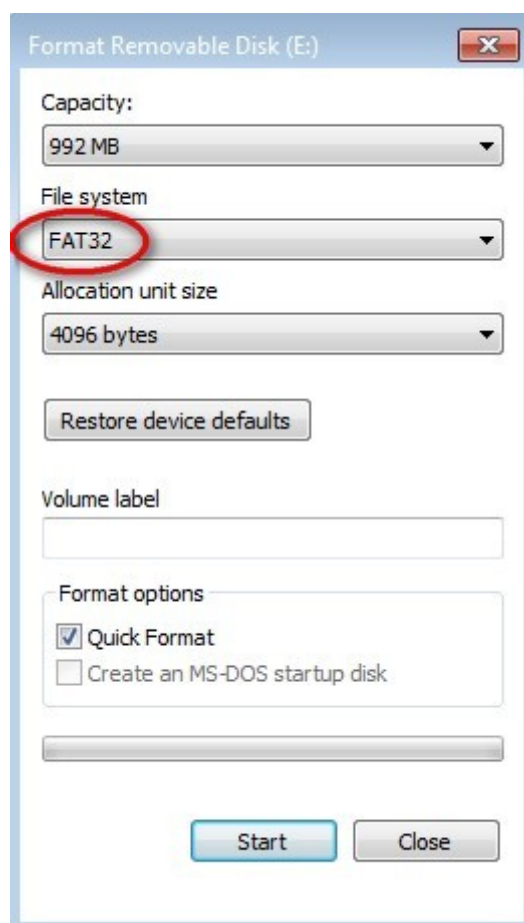 Format Removable Disk (E:)
Capacity:
992 MB
File system
FAT32
Allocation unit size
4096 bytes
Restore device defaults
Volume label
Format options
Quick Format
Create an MS-DOS startup disk
Start Close